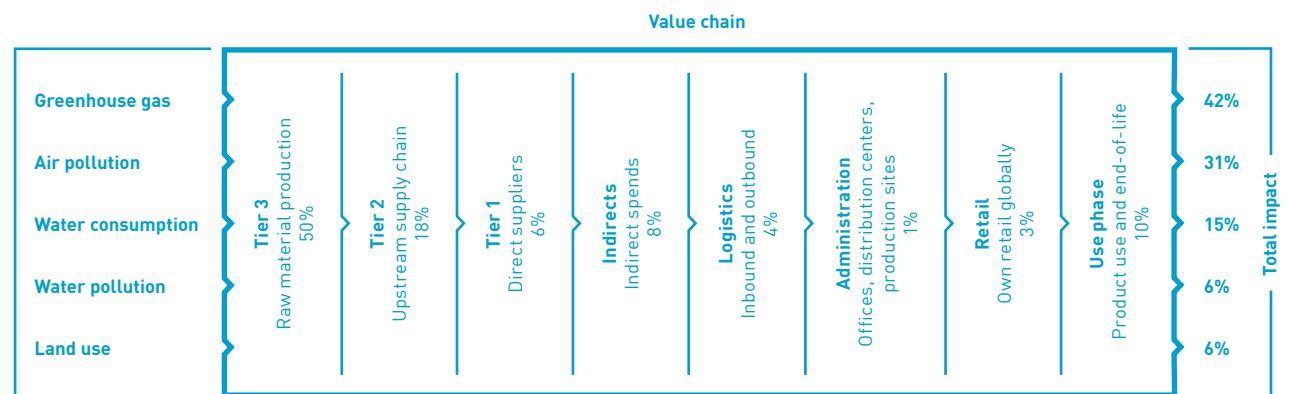 Value chain
Greenhouse gas
Air pollution
Water consumption
Water pollution
Land use
Tier 3
Raw material production
50%
Tier 2
Upstream supply chain
18%
Tier 1
Direct suppliers
6%
Indirects
Indirect spends
8%
Logistics
Inbound and outbound
4%
Administration
Offices, distribution centers,
production sites
1%
Retail
Own retail globally
3%
Use phase
Product use and end-of-life
10%
42%
31%
15%
6%
6%
Total impact